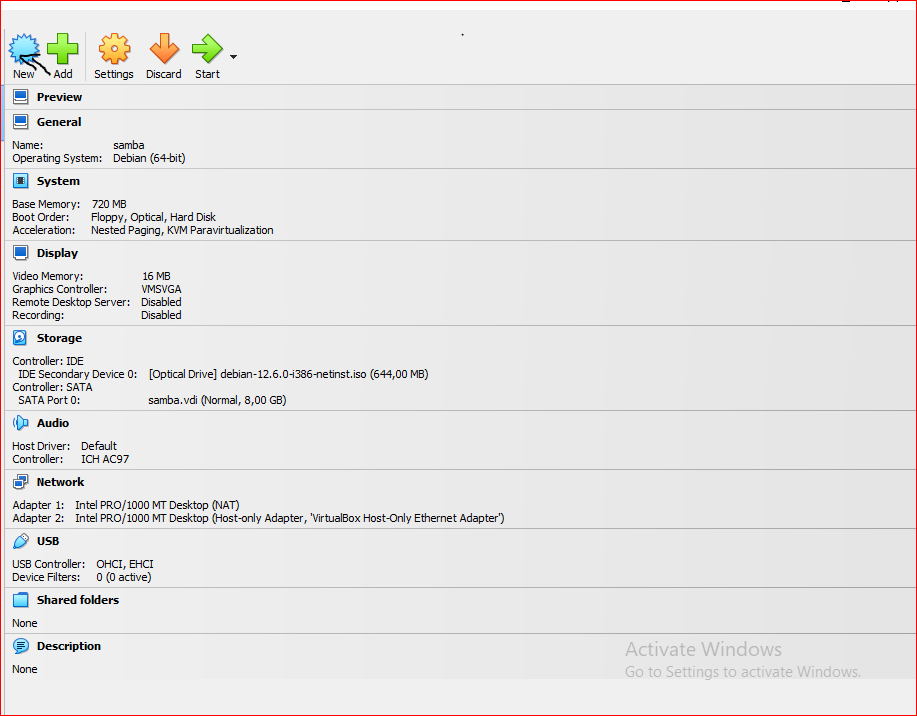 New Add Settings Discard Start
Preview
General
Name: samba
Operating System: Debian (64-bit)
System
Base Memory: 720 MB
Boot Order: Floppy, Optical, Hard Disk
Acceleration: Nested Paging, KVM Paravirtualization
Display
Video Memory: 16 MB
Graphics Controller: VMSVGA
Remote Desktop Server: Disabled
Recording: Disabled
Storage
Controller: IDE
IDE Secondary Device 0: [Optical Drive] debian-12.6.0-i386-netinst.iso (644,00 MB)
Controller: SATA
SATA Port 0: samba.vdi (Normal, 8,00 GB)
Audio
Host Driver: Default
Controller: ICH AC97
Network
Adapter 1: Intel PRO/1000 MT Desktop (NAT)
Adapter 2: Intel PRO/1000 MT Desktop (Host-only Adapter, 'VirtualBox Host-Only Ethernet Adapter')
USB
USB Controller: OHCI, EHCI
Device Filters: 0 (0 active)
Shared folders
None
Description
None
Activate Windows
Go to Settings to activate Windows.